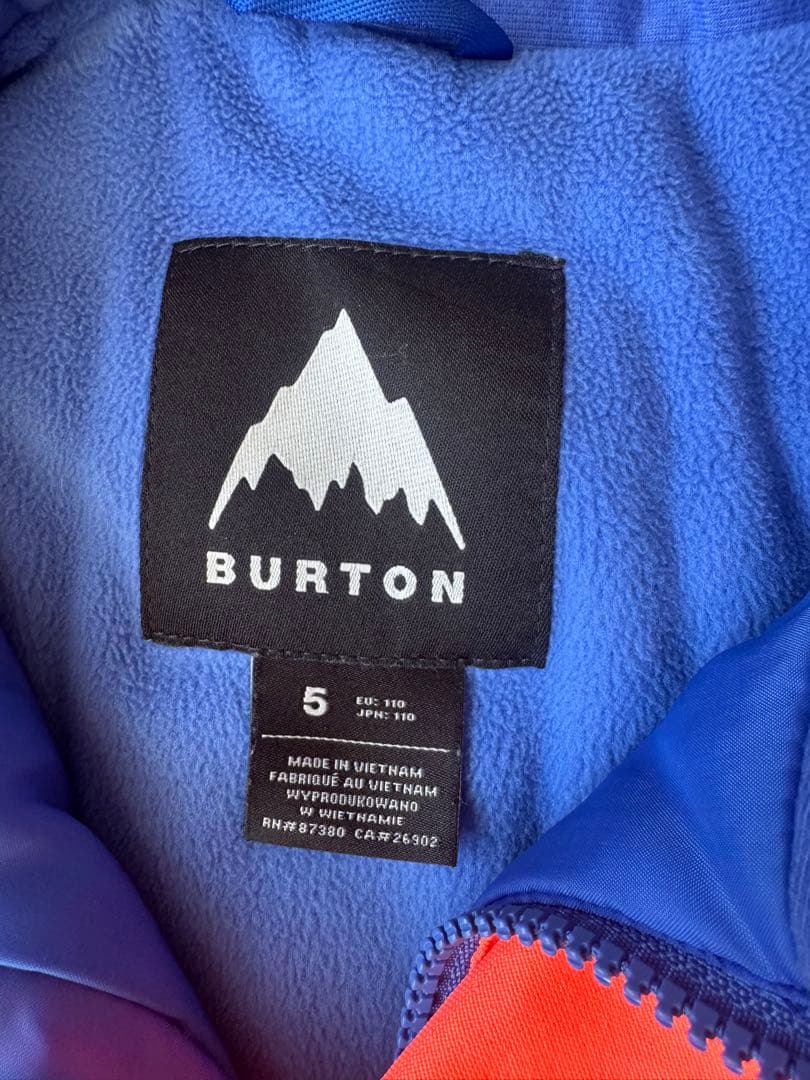 BURTON
5
EU: 110
JPN: 110
MADE IN VIETNAM
FABRIQUÉ AU VIETNAM
WYPRODUKOWANO
W WIETNAMIE
RN#87380 CA#26902